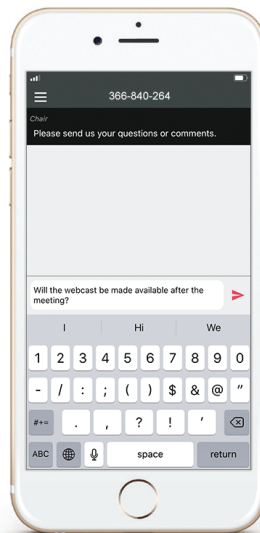 366-840-264
Chair
Please send us your questions or comments.
Will the webcast be made available after the
meeting?
I Hi We
1 2 3 4 5 6 7 8 9 0
- / : ; ( ) $ & @ "
#+= . , ? ! '
ABC space return